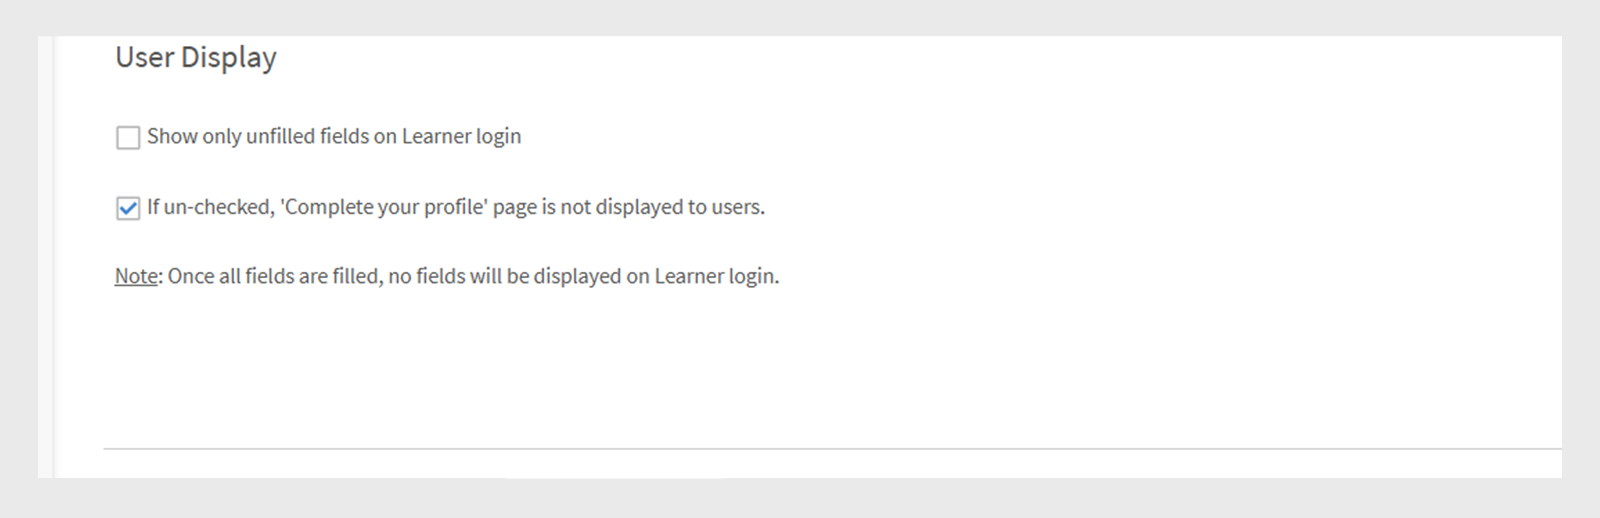 User Display
Show only unfilled fields on Learner login
If un-checked, 'Complete your profile' page is not displayed to users.
Note: Once all fields are filled, no fields will be displayed on Learner login.